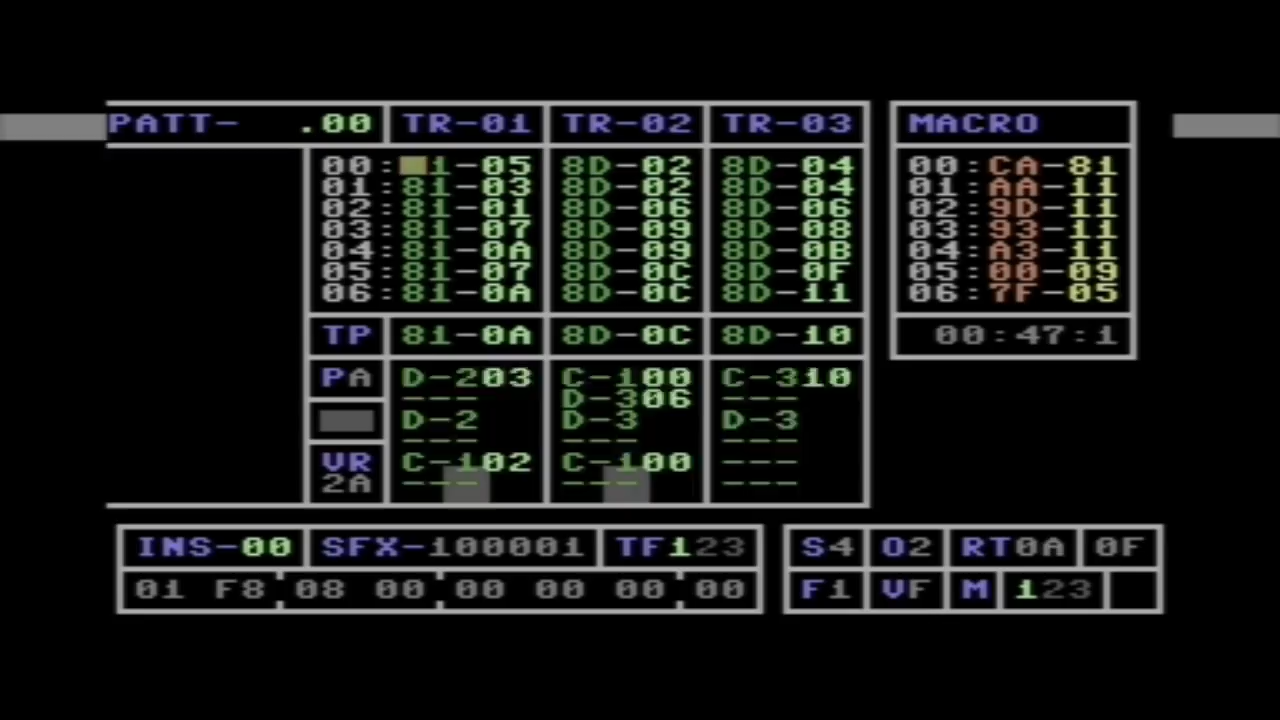 PATT- .00 TR-01 TR-02 TR-03 MACRO
00: 1-05 8D-02 8D-04 00:CA-81
01:81-03 8D-02 8D-04 01:AA-11
02:81-01 8D-06 8D-06 02:9D-11
03:81-07 8D-09 8D-08 03:93-11
04:81-0A 8D-09 8D-0B 04:A3-11
05:81-07 8D-0C 8D-0F 05:00-09
06:81-0A 8D-0C 8D-11 06:7F-05
TP 81-0A 8D-0C 8D-10 00:47:1
PA D-203 C-100 C-310
--- D-306 ---
D-2 D-3 D-3
--- --- ---
VR C-102 C-100 ---
2A --- --- ---
INS-00 SFX-100001 TF123 S4 O2 RT0A 0F
01 F8 08 00 00 00 00 00 F1 VF M 123